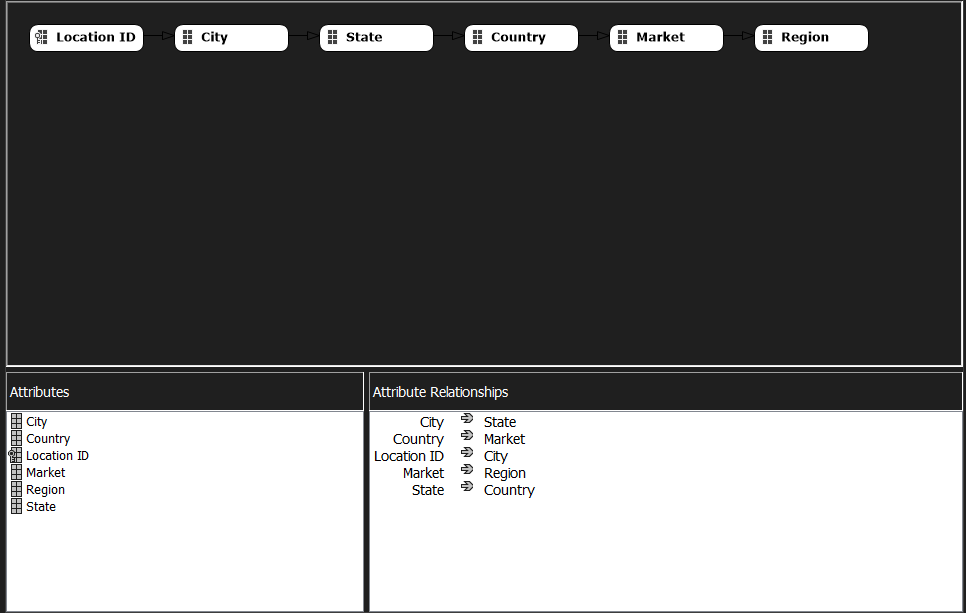 Location ID City State Country Market Region
Attributes
City
Country
Location ID
Market
Region
State
Attribute Relationships
City State
Country Market
Location ID City
Market Region
State Country